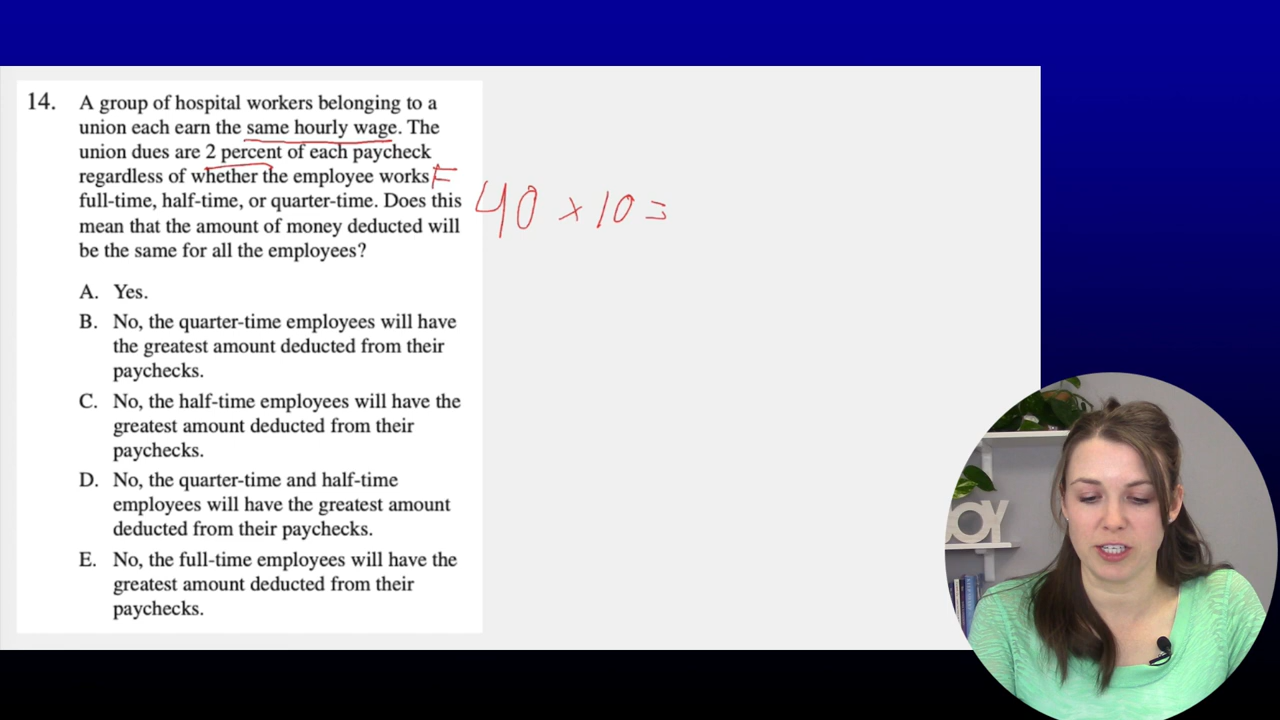 14. A group of hospital workers belonging to a
union each earn the same hourly wage. The
union dues are 2 percent of each paycheck
regardless of whether the employee works
full-time, half-time, or quarter-time. Does this
mean that the amount of money deducted will
be the same for all the employees?
F 40 × 10 =
A. Yes.
B. No, the quarter-time employees will have
the greatest amount deducted from their
paychecks.
C. No, the half-time employees will have the
greatest amount deducted from their
paychecks.
D. No, the quarter-time and half-time
employees will have the greatest amount
deducted from their paychecks.
E. No, the full-time employees will have the
greatest amount deducted from their
paychecks.
OY